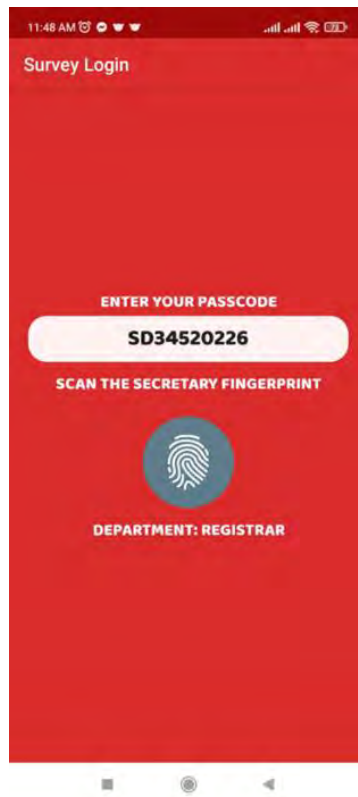 11:48 AM
Survey Login
ENTER YOUR PASSCODE
SD34520226
SCAN THE SECRETARY FINGERPRINT
DEPARTMENT: REGISTRAR